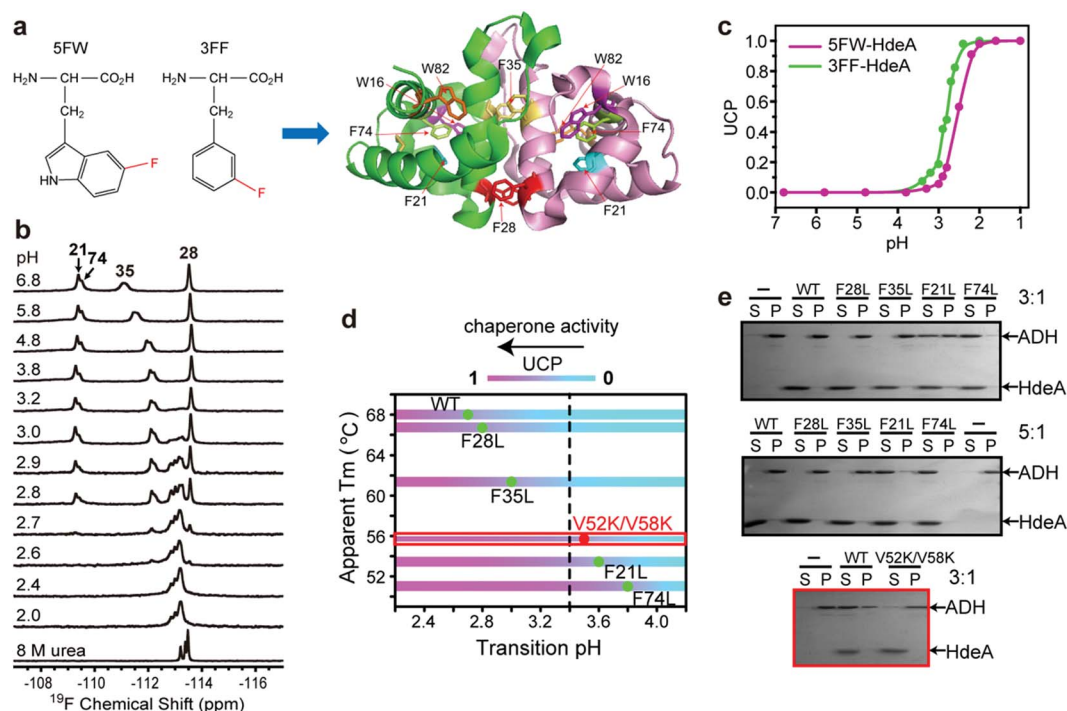 a
5FW
3FF
H₂N
CH
CO₂H
H₂N
CH
CO₂H
CH₂
CH₂
HN
F
F
W82
F35
W82
W16
W16
F74
F74
F21
F21
F28
b
pH
21
74
35
28
6.8
5.8
4.8
3.8
3.2
3.0
2.9
2.8
2.7
2.6
2.4
2.0
8 M urea
-108 -110 -112 -114 -116
¹⁹F Chemical Shift (ppm)
c
5FW-HdeA
3FF-HdeA
1.0
0.8
0.6
0.4
0.2
0.0
UCP
7 6 5 4 3 2 1
pH
d
chaperone activity
UCP
1 0
68
64
60
56
52
Apparent Tm (°C)
WT
F28L
F35L
V52K/V58K
F21L
F74L
2.4 2.8 3.2 3.6 4.0
Transition pH
e
– WT F28L F35L F21L F74L 3:1
S P S P S P S P S P S P
ADH
HdeA
WT F28L F35L F21L F74L – 5:1
S P S P S P S P S P S P
ADH
HdeA
– WT V52K/V58K
S P S P S P 3:1
ADH
HdeA